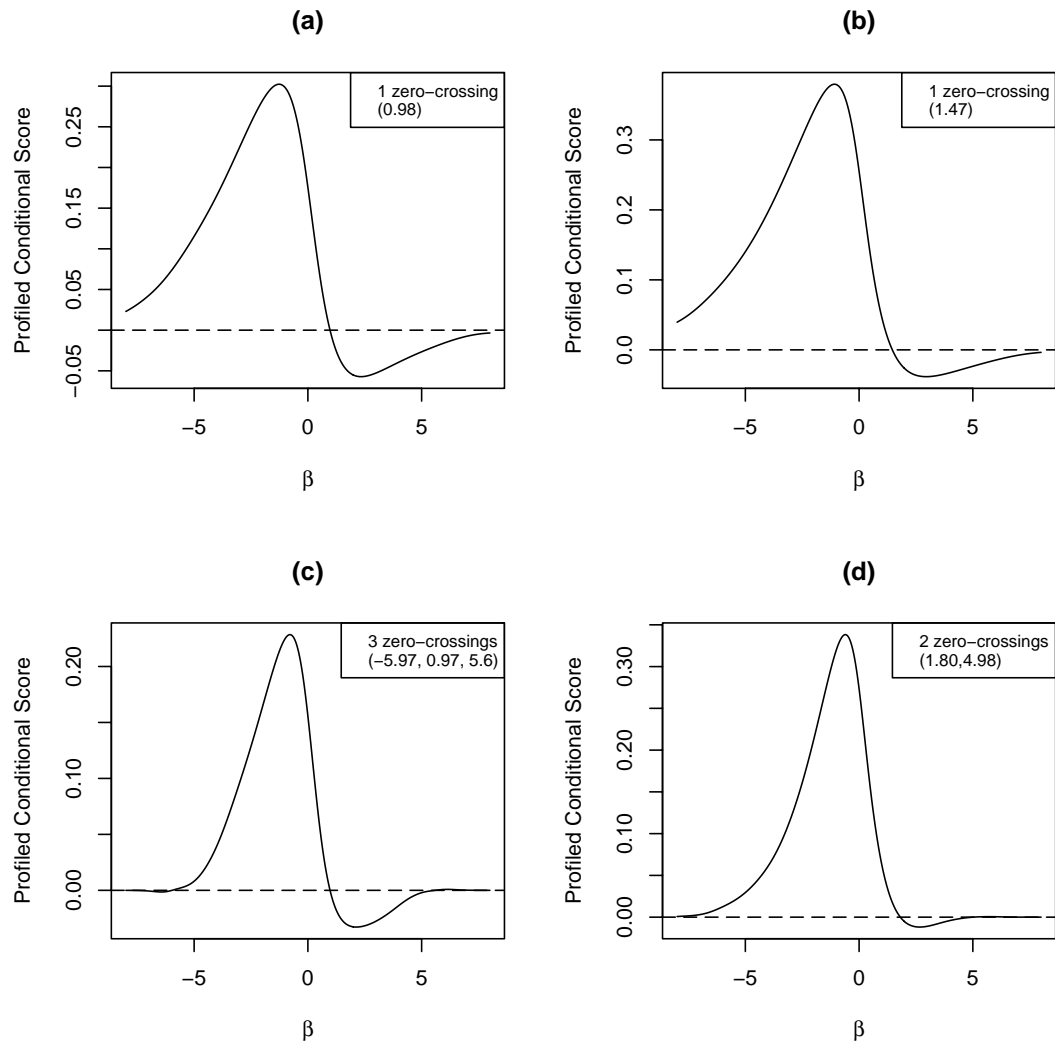 (a)
1 zero−crossing
(0.98)
Profiled Conditional Score
−0.05 0.05 0.15 0.25
−5 0 5
β
(b)
1 zero−crossing
(1.47)
Profiled Conditional Score
0.0 0.1 0.2 0.3
−5 0 5
β
(c)
3 zero−crossings
(−5.97, 0.97, 5.6)
Profiled Conditional Score
0.00 0.10 0.20
−5 0 5
β
(d)
2 zero−crossings
(1.80,4.98)
Profiled Conditional Score
0.00 0.10 0.20 0.30
−5 0 5
β